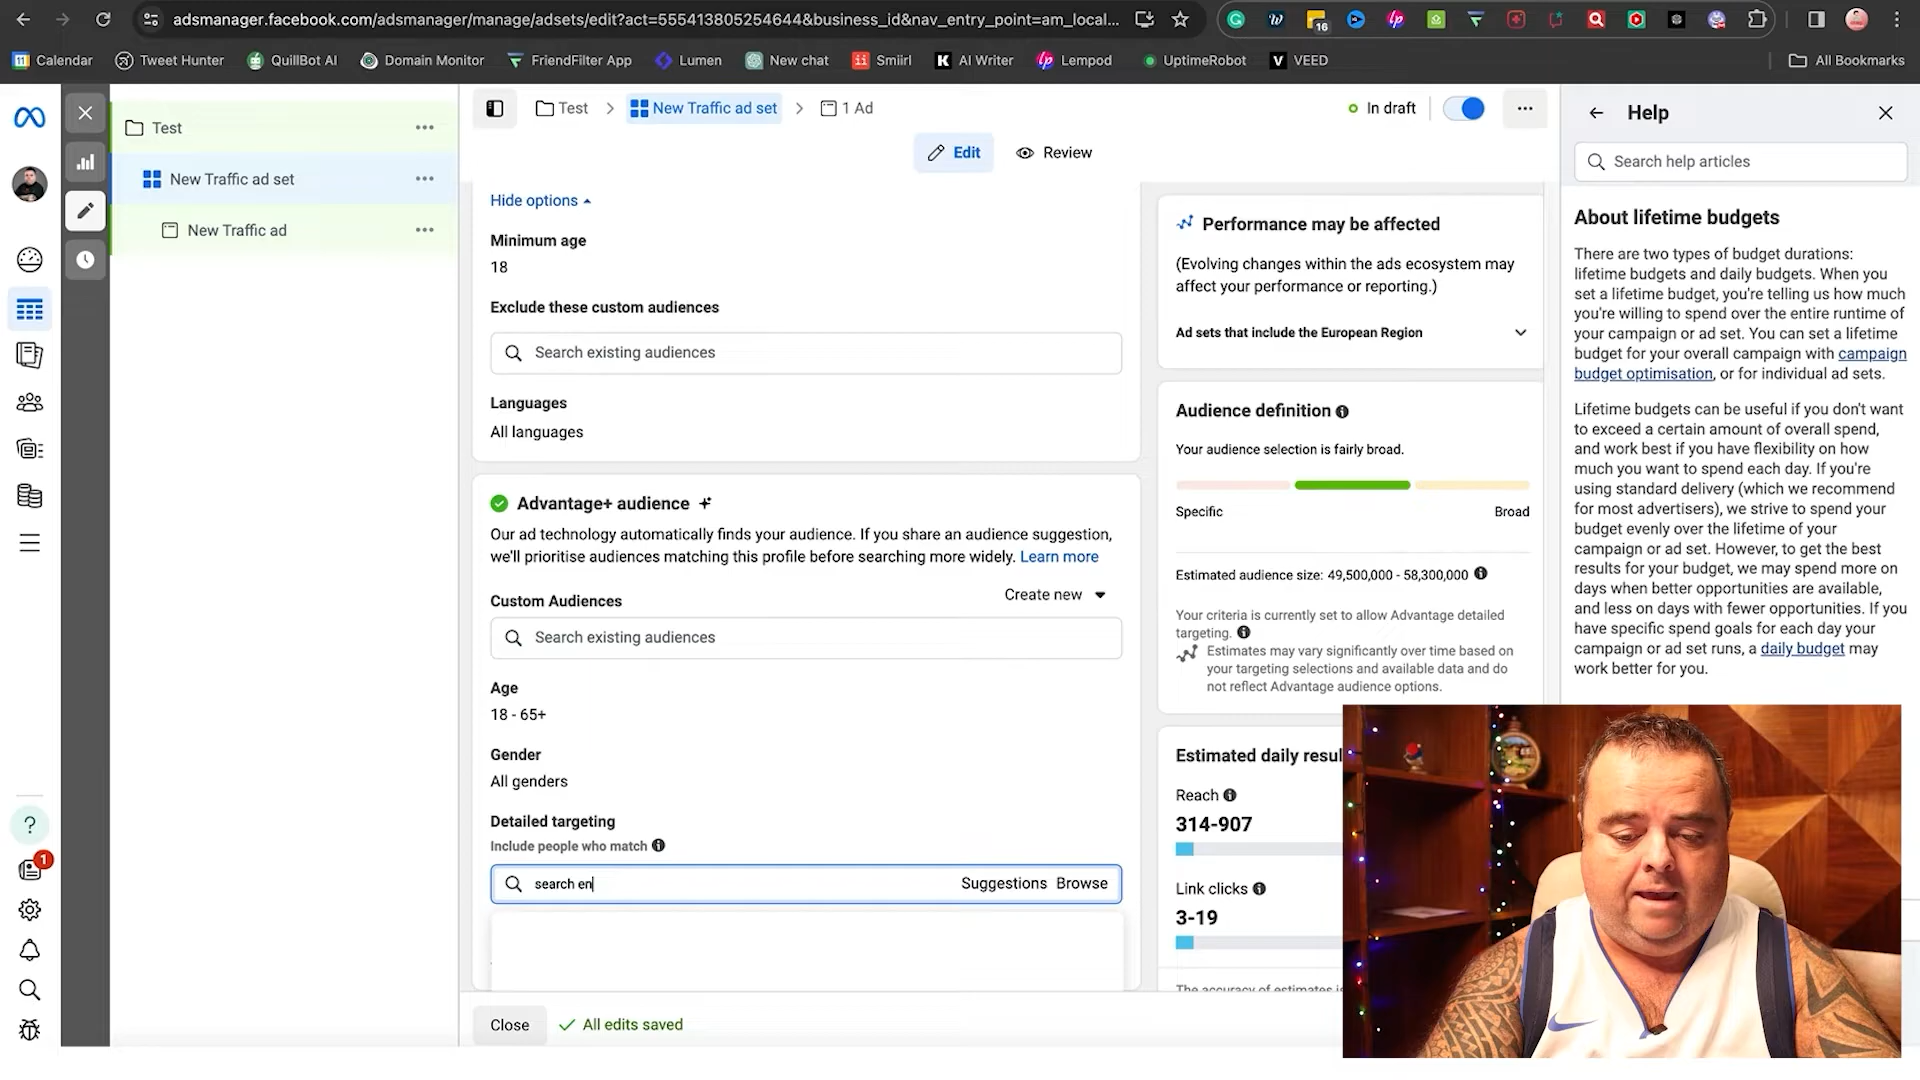 adsmanager.facebook.com/adsmanager/manage/adsets/edit?act=555413805254644&business_id&nav_entry_point=am_local...
16
11 Calendar
Tweet Hunter
QuillBot AI
Domain Monitor
FriendFilter App
Lumen
New chat
Smiirl
K AI Writer
lp Lempod
UptimeRobot
V VEED
All Bookmarks
Test
New Traffic ad set
New Traffic ad
Test
New Traffic ad set
1 Ad
In draft
Edit
Review
Hide options
Minimum age
18
Exclude these custom audiences
Search existing audiences
Languages
All languages
Advantage+ audience
Our ad technology automatically finds your audience. If you share an audience suggestion,
we'll prioritise audiences matching this profile before searching more widely. Learn more
Custom Audiences
Create new
Search existing audiences
Age
18 - 65+
Gender
All genders
Detailed targeting
Include people who match
search en
Suggestions
Browse
Close
All edits saved
Performance may be affected
(Evolving changes within the ads ecosystem may
affect your performance or reporting.)
Ad sets that include the European Region
Audience definition
Your audience selection is fairly broad.
Specific
Broad
Estimated audience size: 49,500,000 - 58,300,000
Your criteria is currently set to allow Advantage detailed
targeting.
Estimates may vary significantly over time based on
your targeting selections and available data and do
not reflect Advantage audience options.
Estimated daily resul
Reach
314-907
Link clicks
3-19
The accuracy of estimates i
Help
Search help articles
About lifetime budgets
There are two types of budget durations:
lifetime budgets and daily budgets. When you
set a lifetime budget, you're telling us how much
you're willing to spend over the entire runtime of
your campaign or ad set. You can set a lifetime
budget for your overall campaign with campaign
budget optimisation, or for individual ad sets.
Lifetime budgets can be useful if you don't want
to exceed a certain amount of overall spend,
and work best if you have flexibility on how
much you want to spend each day. If you're
using standard delivery (which we recommend
for most advertisers), we strive to spend your
budget evenly over the lifetime of your
campaign or ad set. However, to get the best
results for your budget, we may spend more on
days when better opportunities are available,
and less on days with fewer opportunities. If you
have specific spend goals for each day your
campaign or ad set runs, a daily budget may
work better for you.
1